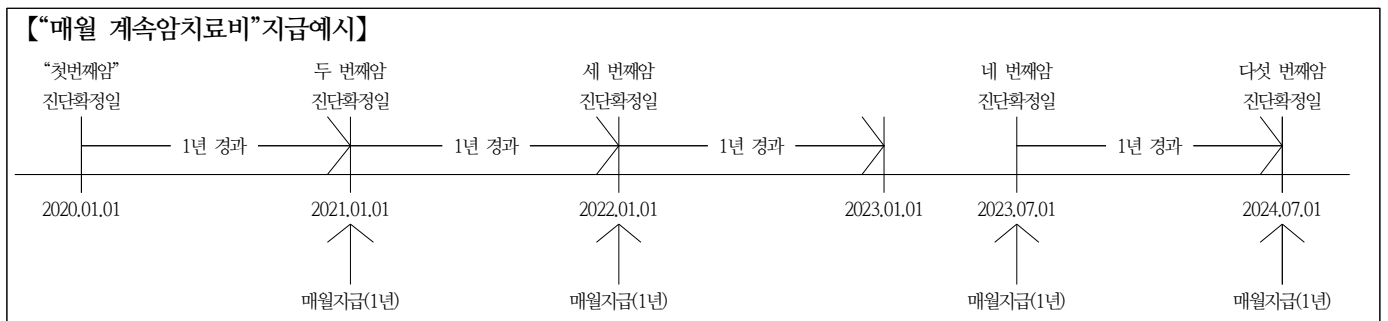 【“매월 계속암치료비”지급예시】
“첫번째암” 두 번째암 세 번째암 네 번째암 다섯 번째암
진단확정일 진단확정일 진단확정일 진단확정일 진단확정일
1년 경과 1년 경과 1년 경과 1년 경과
2020.01.01 2021.01.01 2022.01.01 2023.01.01 2023.07.01 2024.07.01
매월지급(1년) 매월지급(1년) 매월지급(1년) 매월지급(1년)